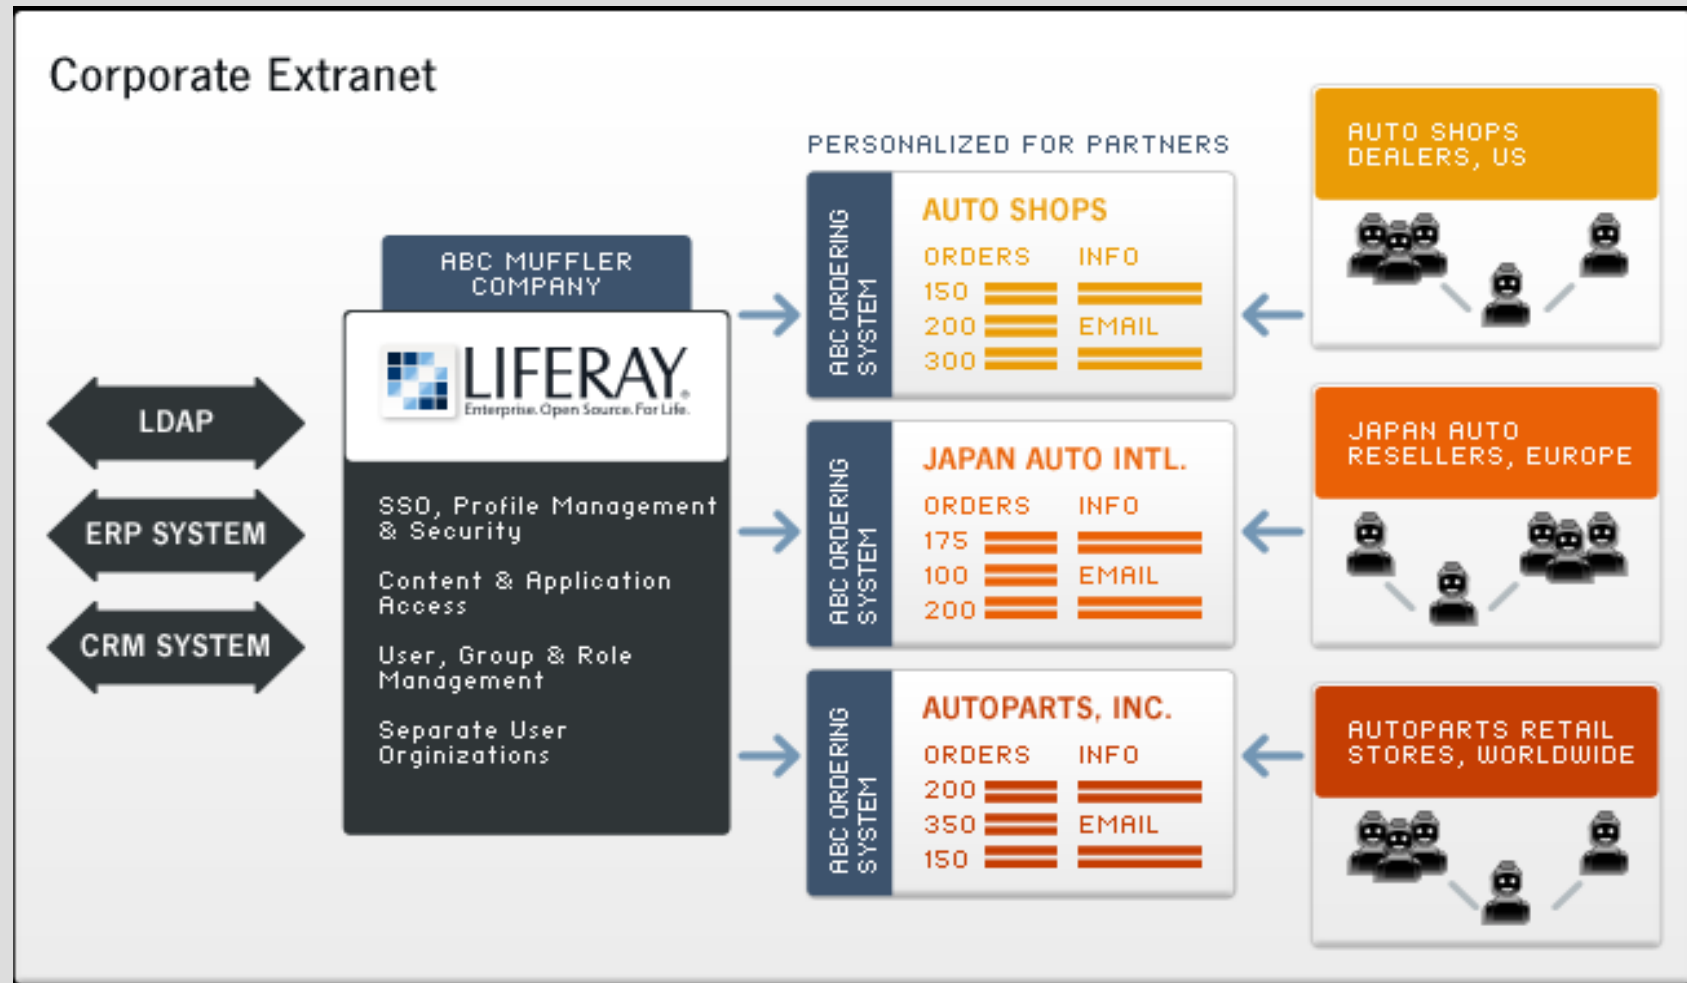 Corporate Extranet
LDAP
ERP SYSTEM
CRM SYSTEM
ABC MUFFLER
COMPANY
LIFERAY®
Enterprise. Open Source. For Life.
SSO, Profile Management
& Security
Content & Application
Access
User, Group & Role
Management
Separate User
Orginizations
PERSONALIZED FOR PARTNERS
ABC ORDERING
SYSTEM
AUTO SHOPS
ORDERS INFO
150
200 EMAIL
300
ABC ORDERING
SYSTEM
JAPAN AUTO INTL.
ORDERS INFO
175
100 EMAIL
200
ABC ORDERING
SYSTEM
AUTOPARTS, INC.
ORDERS INFO
200
350 EMAIL
150
AUTO SHOPS
DEALERS, US
JAPAN AUTO
RESELLERS, EUROPE
AUTOPARTS RETAIL
STORES, WORLDWIDE